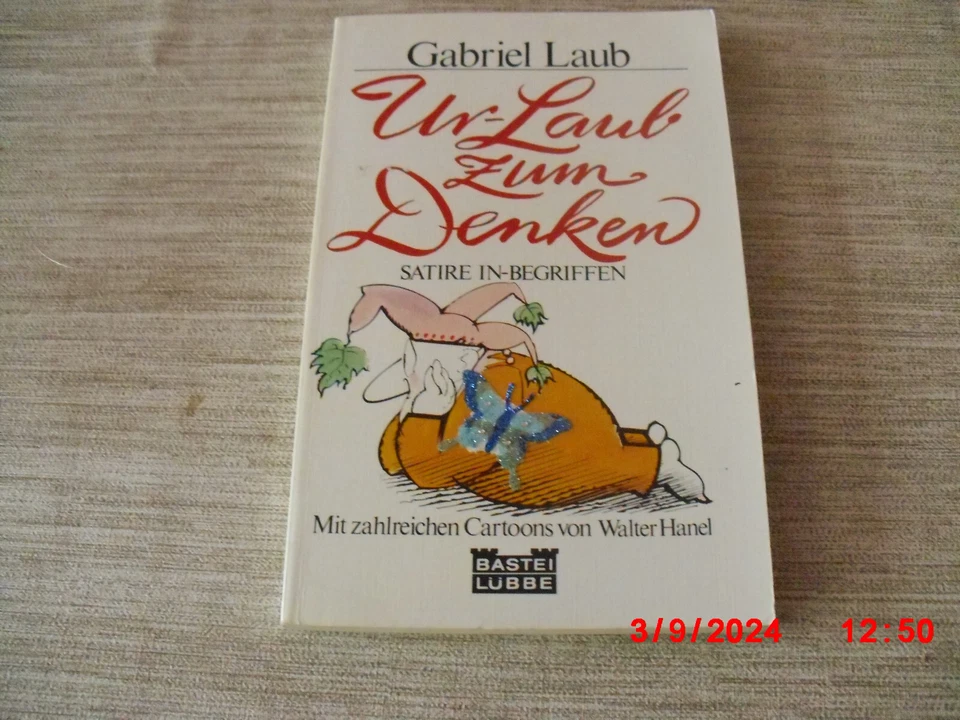 Gabriel Laub
Ur-Laub
zum
Denken
SATIRE IN-BEGRIFFEN
Mit zahlreichen Cartoons von Walter Hanel
BASTEI
LÜBBE
3/9/2024 12:50